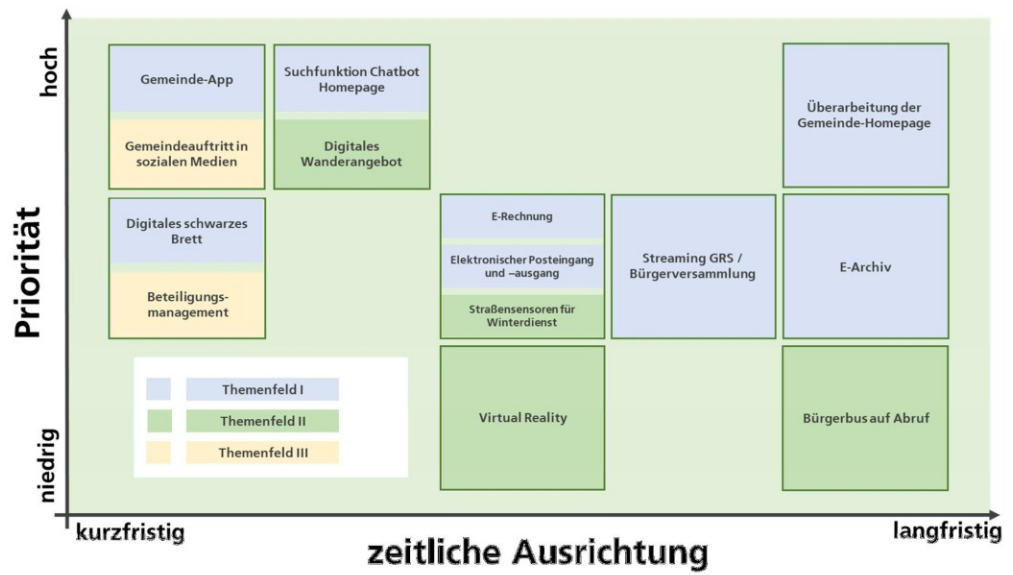 hoch
Priorität
niedrig
Gemeinde-App
Gemeindeauftritt in
sozialen Medien
Suchfunktion Chatbot
Homepage
Digitales
Wanderangebot
Überarbeitung der
Gemeinde-Homepage
Digitales schwarzes
Brett
Beteiligungs-
management
E-Rechnung
Elektronischer Posteingang
und –ausgang
Straßensensoren für
Winterdienst
Streaming GRS /
Bürgerversammlung
E-Archiv
Virtual Reality
Bürgerbus auf Abruf
Themenfeld I
Themenfeld II
Themenfeld III
kurzfristig
zeitliche Ausrichtung
langfristig